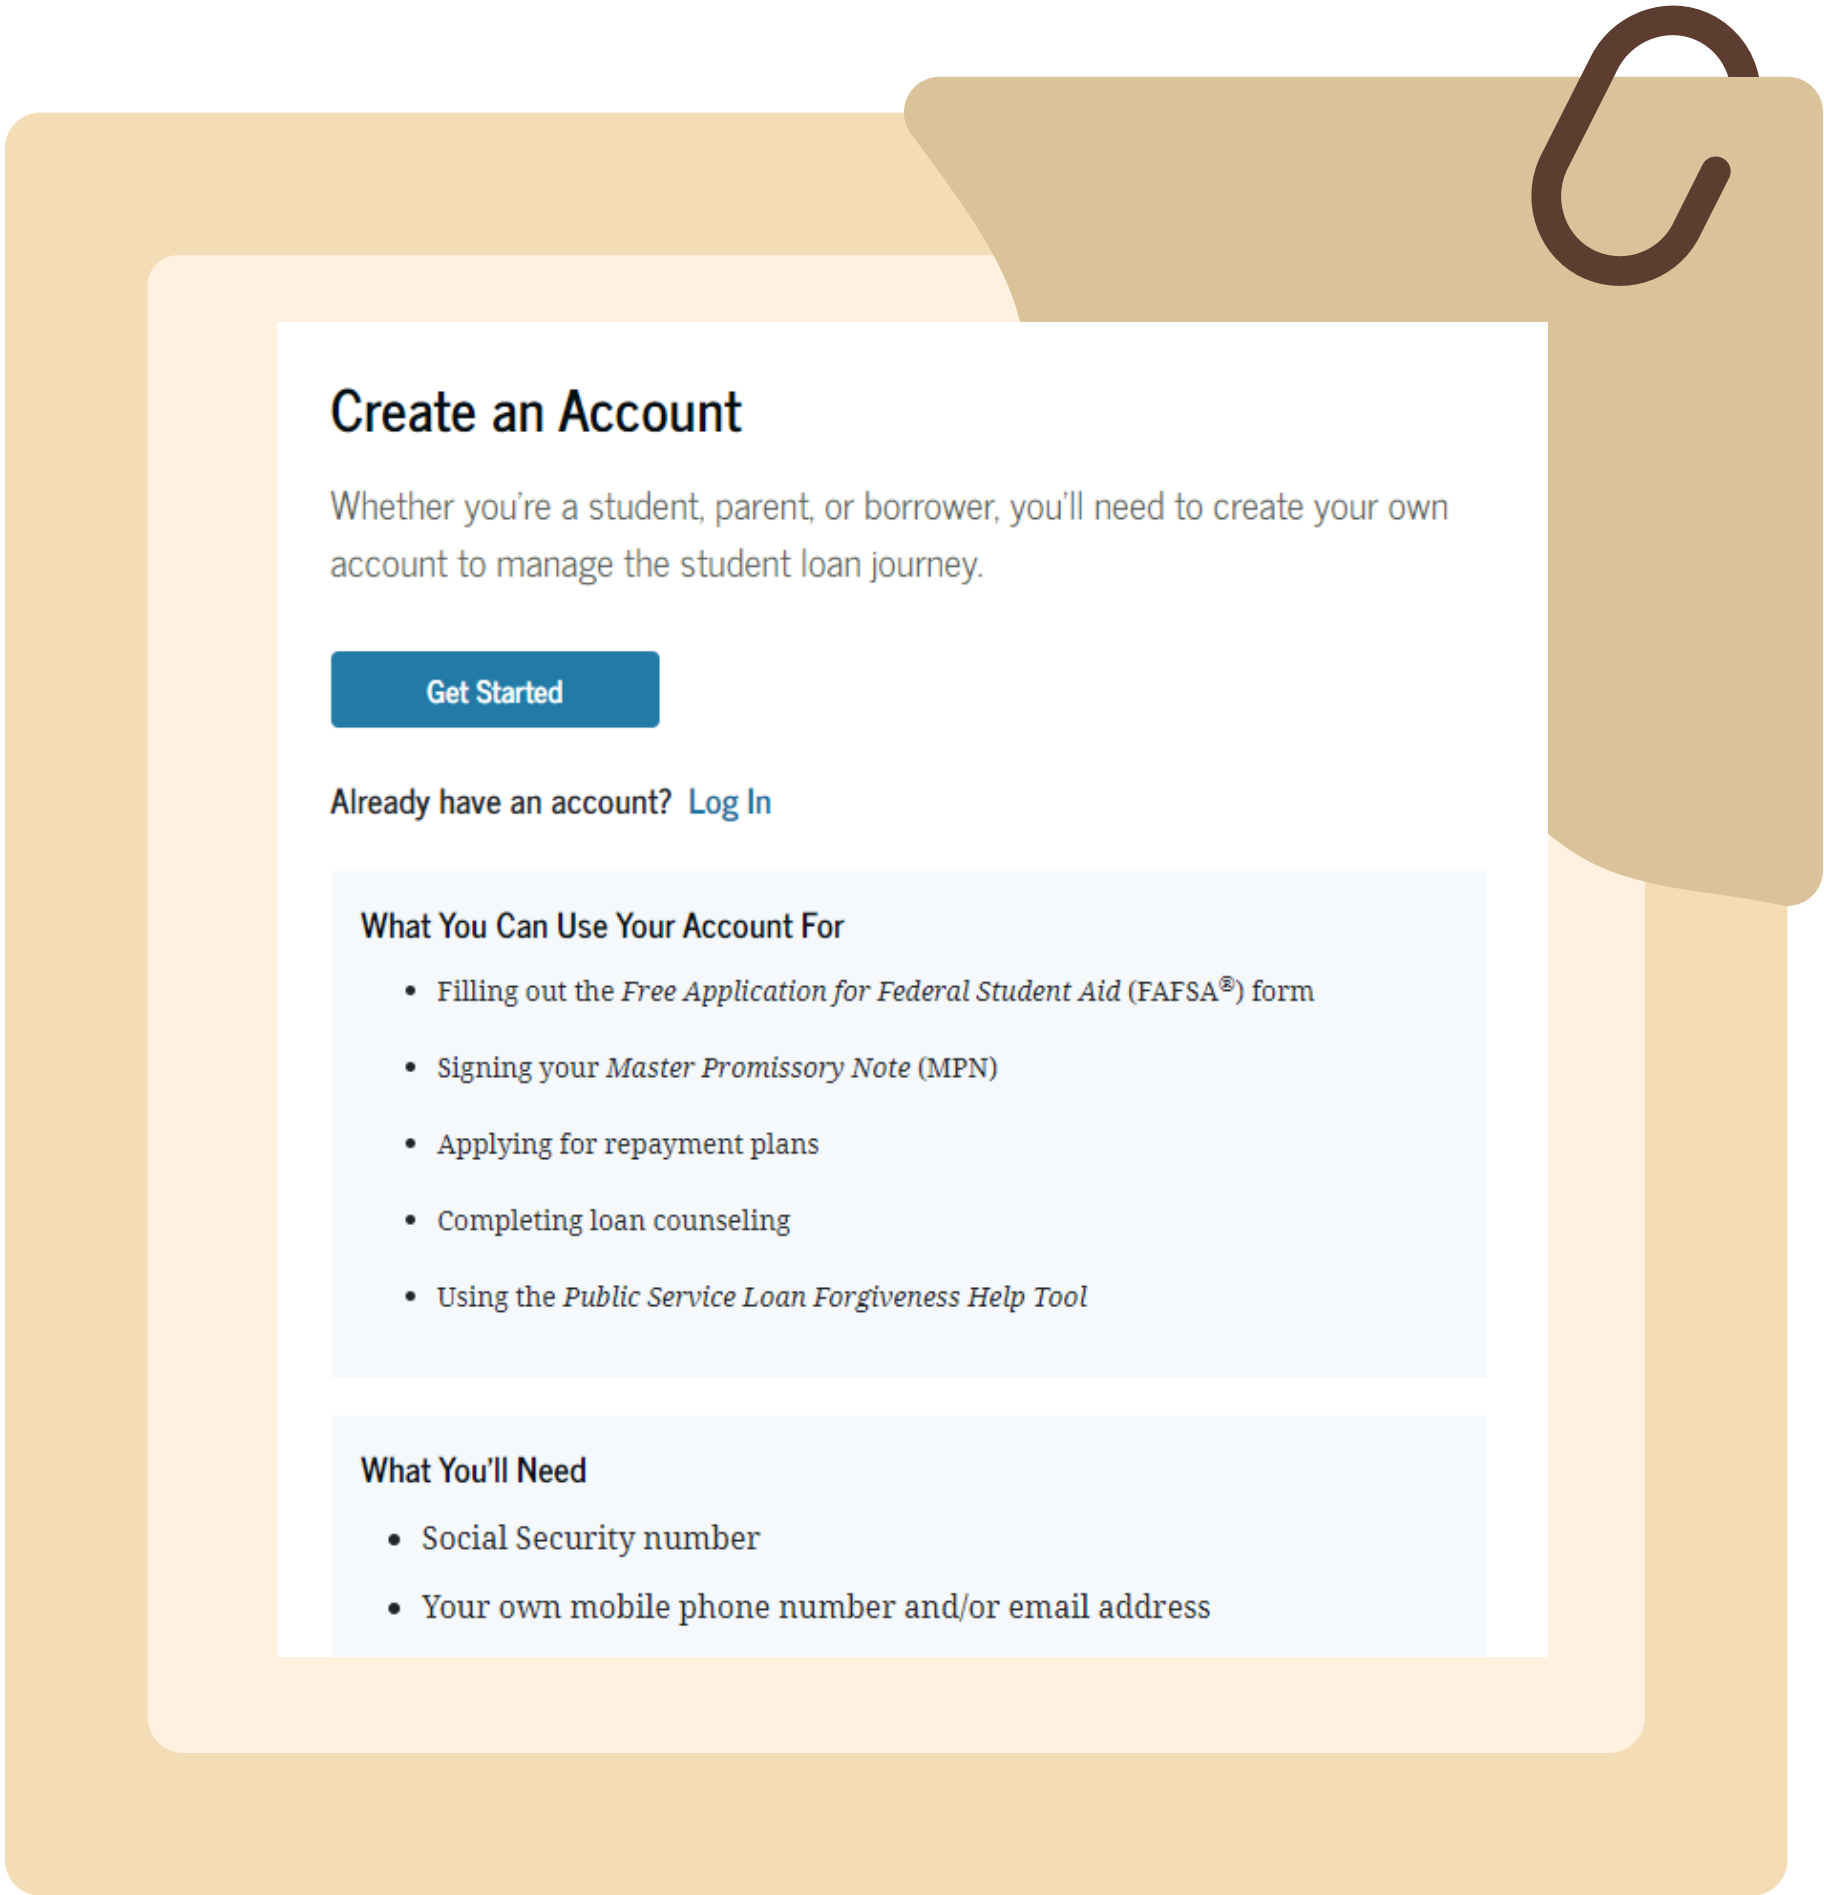 Create an Account
Whether you're a student, parent, or borrower, you'll need to create your own
account to manage the student loan journey.
Get Started
Already have an account? Log In
What You Can Use Your Account For
• Filling out the Free Application for Federal Student Aid (FAFSA®) form
• Signing your Master Promissory Note (MPN)
• Applying for repayment plans
• Completing loan counseling
• Using the Public Service Loan Forgiveness Help Tool
What You'll Need
• Social Security number
• Your own mobile phone number and/or email address